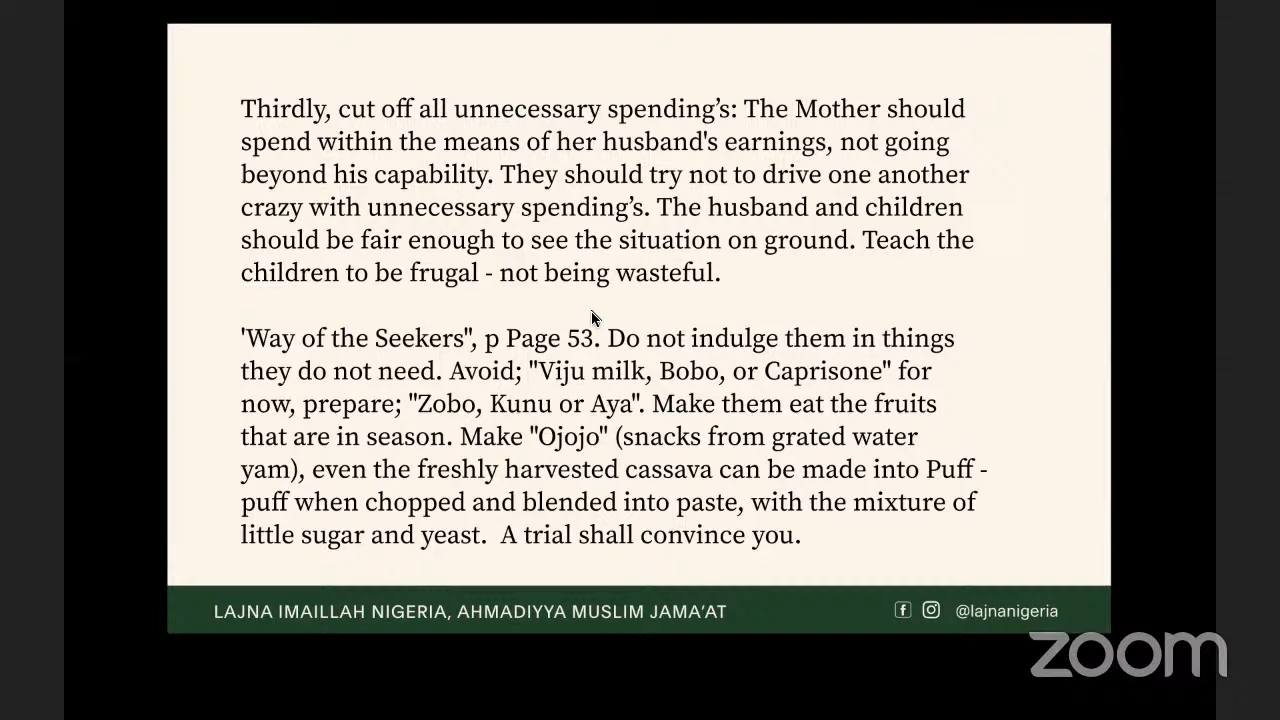 Thirdly, cut off all unnecessary spending’s: The Mother should
spend within the means of her husband's earnings, not going
beyond his capability. They should try not to drive one another
crazy with unnecessary spending’s. The husband and children
should be fair enough to see the situation on ground. Teach the
children to be frugal - not being wasteful.
'Way of the Seekers", p Page 53. Do not indulge them in things
they do not need. Avoid; "Viju milk, Bobo, or Caprisone" for
now, prepare; "Zobo, Kunu or Aya". Make them eat the fruits
that are in season. Make "Ojojo" (snacks from grated water
yam), even the freshly harvested cassava can be made into Puff -
puff when chopped and blended into paste, with the mixture of
little sugar and yeast.  A trial shall convince you.
LAJNA IMAILLAH NIGERIA, AHMADIYYA MUSLIM JAMA’AT
@lajnanigeria
zoom